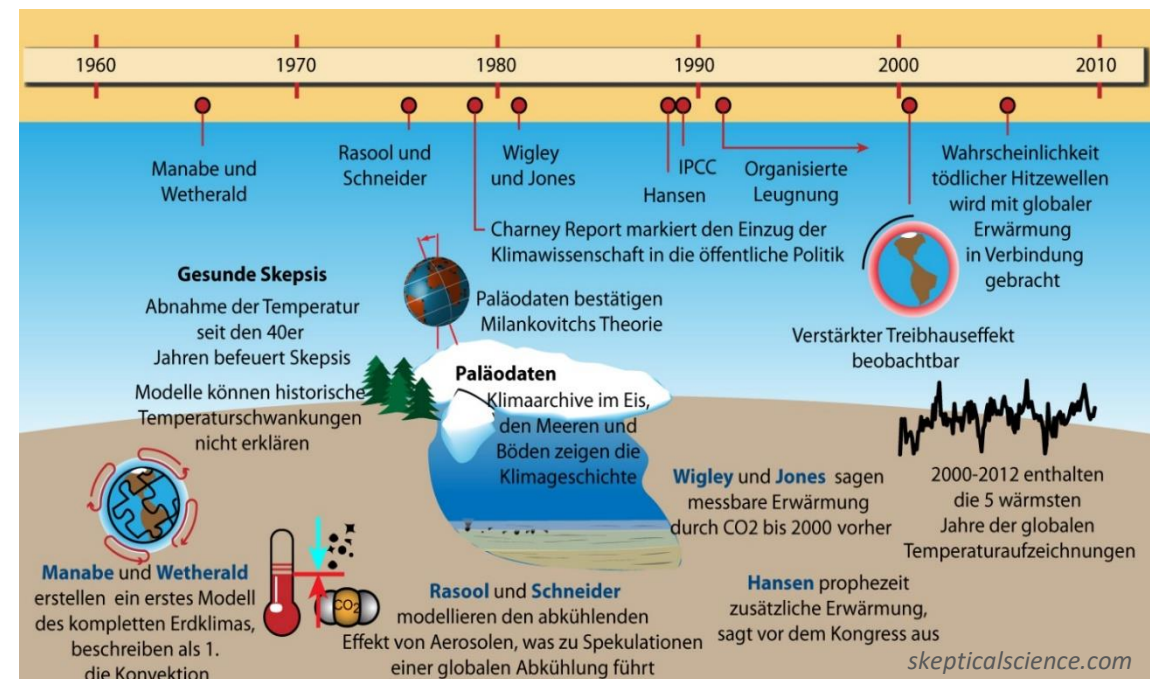 1960 1970 1980 1990 2000 2010
Manabe und
Wetherald
Rasool und
Schneider
Wigley
und Jones
Hansen
IPCC
Organisierte
Leugnung
Wahrscheinlichkeit
tödlicher Hitzewellen
wird mit globaler
Erwärmung
in Verbindung
gebracht
Charney Report markiert den Einzug der
Klimawissenschaft in die öffentliche Politik
Gesunde Skepsis
Abnahme der Temperatur
seit den 40er
Jahren befeuert Skepsis
Modelle können historische
Temperaturschwankungen
nicht erklären
Paläodaten bestätigen
Milankovitchs Theorie
Verstärkter Treibhauseffekt
beobachtbar
Paläodaten
Klimaarchive im Eis,
den Meeren und
Böden zeigen die
Klimageschichte
Wigley und Jones sagen
messbare Erwärmung
durch CO2 bis 2000 vorher
2000-2012 enthalten
die 5 wärmsten
Jahre der globalen
Temperaturaufzeichnungen
Manabe und Wetherald
erstellen ein erstes Modell
des kompletten Erdklimas,
beschreiben als 1.
die Konvektion
CO2
Rasool und Schneider
modellieren den abkühlenden
Effekt von Aerosolen, was zu Spekulationen
einer globalen Abkühlung führt
Hansen prophezeit
zusätzliche Erwärmung,
sagt vor dem Kongress aus
skepticalscience.com